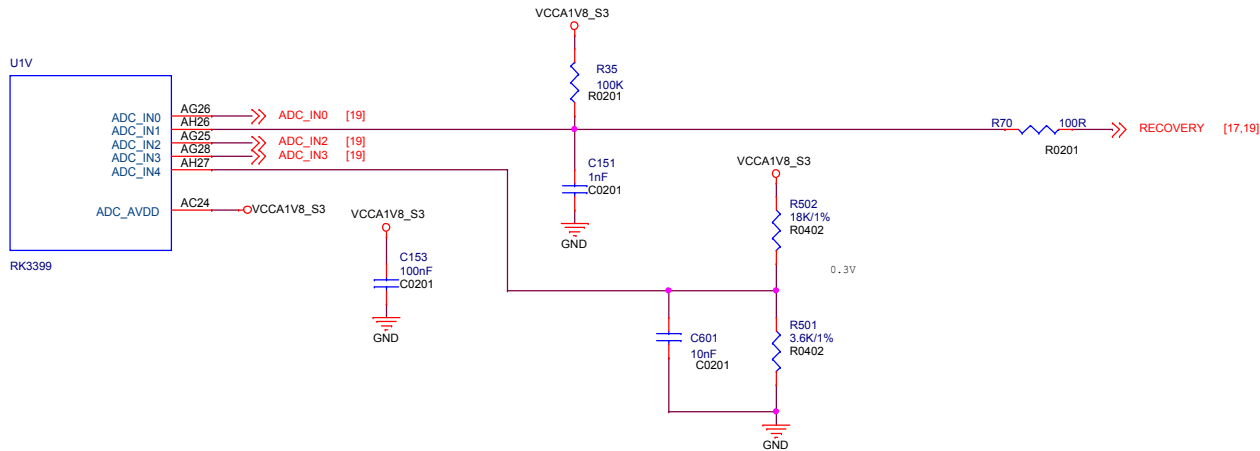 VCCA1V8_S3
U1V
R35
100K
R0201
ADC_IN0 AG26 ADC_IN0 [19]
ADC_IN1 AH26
ADC_IN2 AG25 ADC_IN2 [19]
ADC_IN3 AG28 ADC_IN3 [19]
ADC_IN4 AH27
R70 100R RECOVERY [17,19]
R0201
C151
1nF
C0201
GND
VCCA1V8_S3
ADC_AVDD AC24 VCCA1V8_S3
VCCA1V8_S3
R502
18K/1%
R0402
RK3399
C153
100nF
C0201
GND
0.3V
C601
10nF
C0201
R501
3.6K/1%
R0402
GND